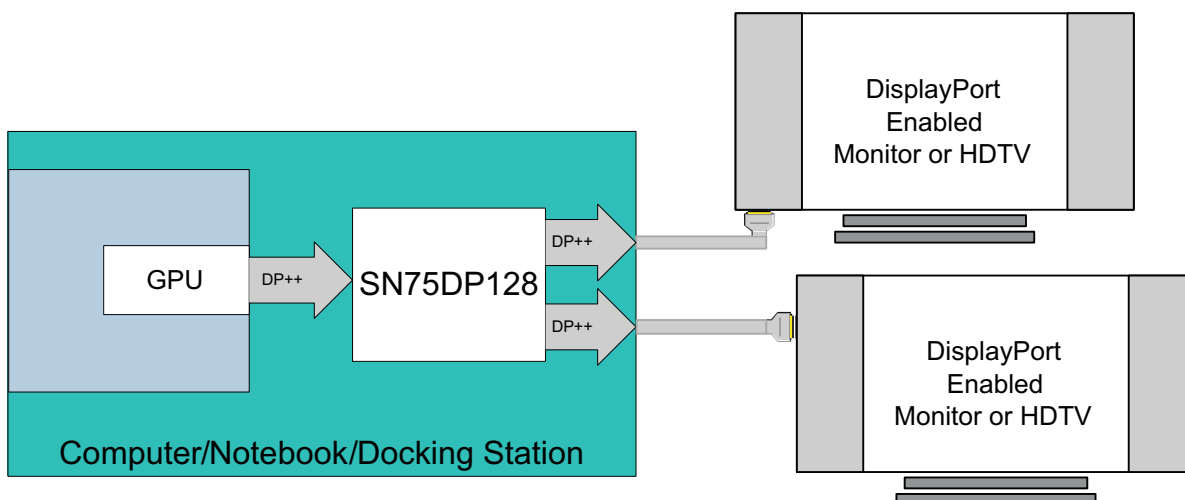 DisplayPort
Enabled
Monitor or HDTV
GPU
DP++
SN75DP128
DP++
DP++
DisplayPort
Enabled
Monitor or HDTV
Computer/Notebook/Docking Station